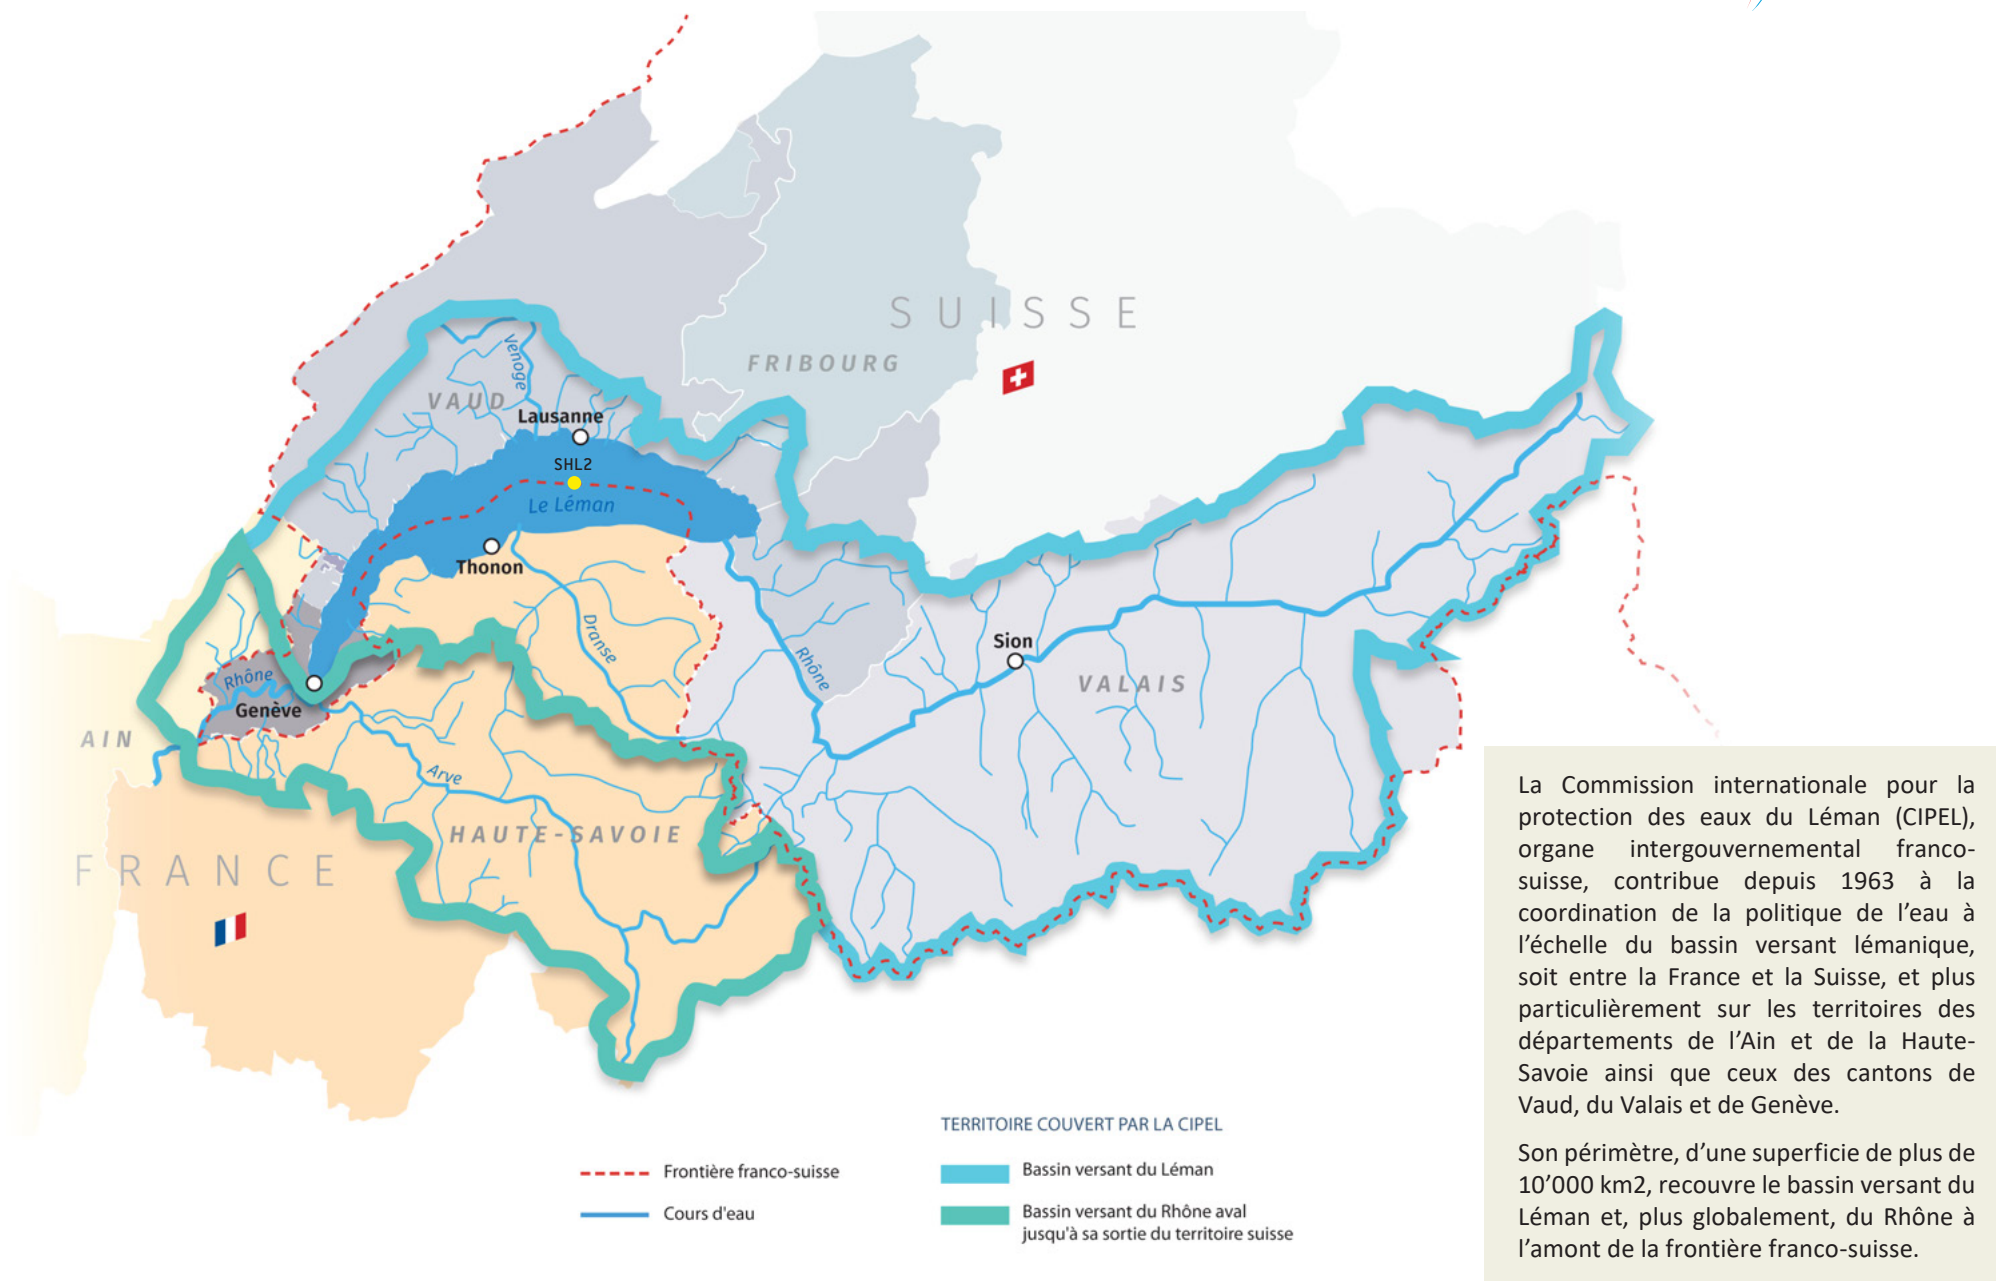 SUISSE
FRIBOURG
Venoge
VAUD
Lausanne
SHL2
Le Léman
Thonon
Dranse
Rhône
Sion
VALAIS
Rhône
Genève
AIN
Arve
HAUTE-SAVOIE
FRANCE
La Commission internationale pour la
protection des eaux du Léman (CIPEL),
organe intergouvernemental franco-
suisse, contribue depuis 1963 à la
coordination de la politique de l’eau à
l’échelle du bassin versant lémanique,
soit entre la France et la Suisse, et plus
particulièrement sur les territoires des
départements de l’Ain et de la Haute-
Savoie ainsi que ceux des cantons de
Vaud, du Valais et de Genève.
Son périmètre, d’une superficie de plus de
10’000 km2, recouvre le bassin versant du
Léman et, plus globalement, du Rhône à
l’amont de la frontière franco-suisse.
TERRITOIRE COUVERT PAR LA CIPEL
Frontière franco-suisse
Cours d'eau
Bassin versant du Léman
Bassin versant du Rhône aval
jusqu'à sa sortie du territoire suisse